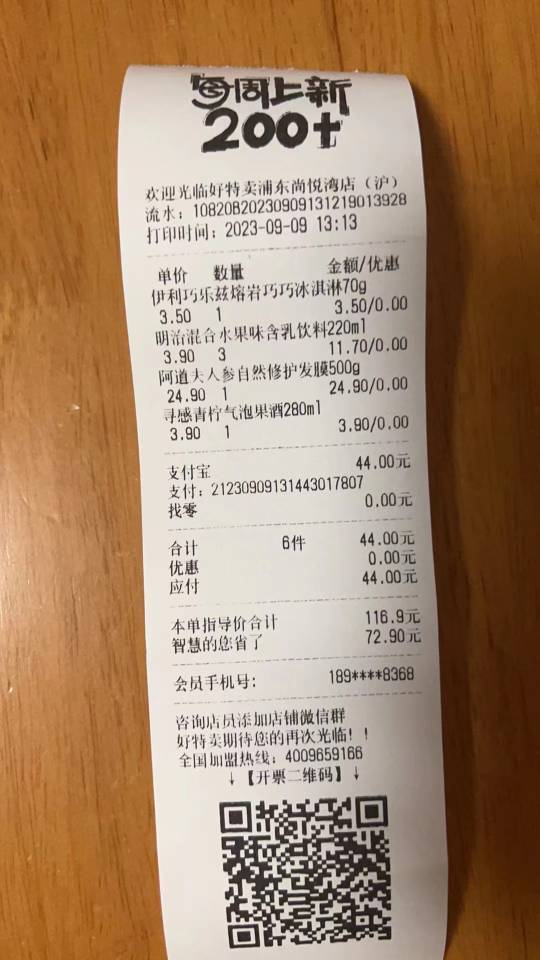 每周上新
200+
欢迎光临好特卖浦东尚悦湾店（沪）
流水：10820B20230909131219013928
打印时间：2023-09-09 13:13
单价 数量 金额/优惠
伊利巧乐兹熔岩巧巧冰淇淋70g
3.50 1 3.50/0.00
明治混合水果味含乳饮料220ml
3.90 3 11.70/0.00
阿道夫人参自然修护发膜500g
24.90 1 24.90/0.00
寻感青柠气泡果酒280ml
3.90 1 3.90/0.00
支付宝 44.00元
支付：21230909131443017807
找零 0.00元
合计 6件 44.00元
优惠 0.00元
应付 44.00元
本单指导价合计 116.9元
智慧的您省了 72.90元
会员手机号: 189****8368
咨询店员添加店铺微信群
好特卖期待您的再次光临！！
全国加盟热线：4009659166
↓【开票二维码】↓